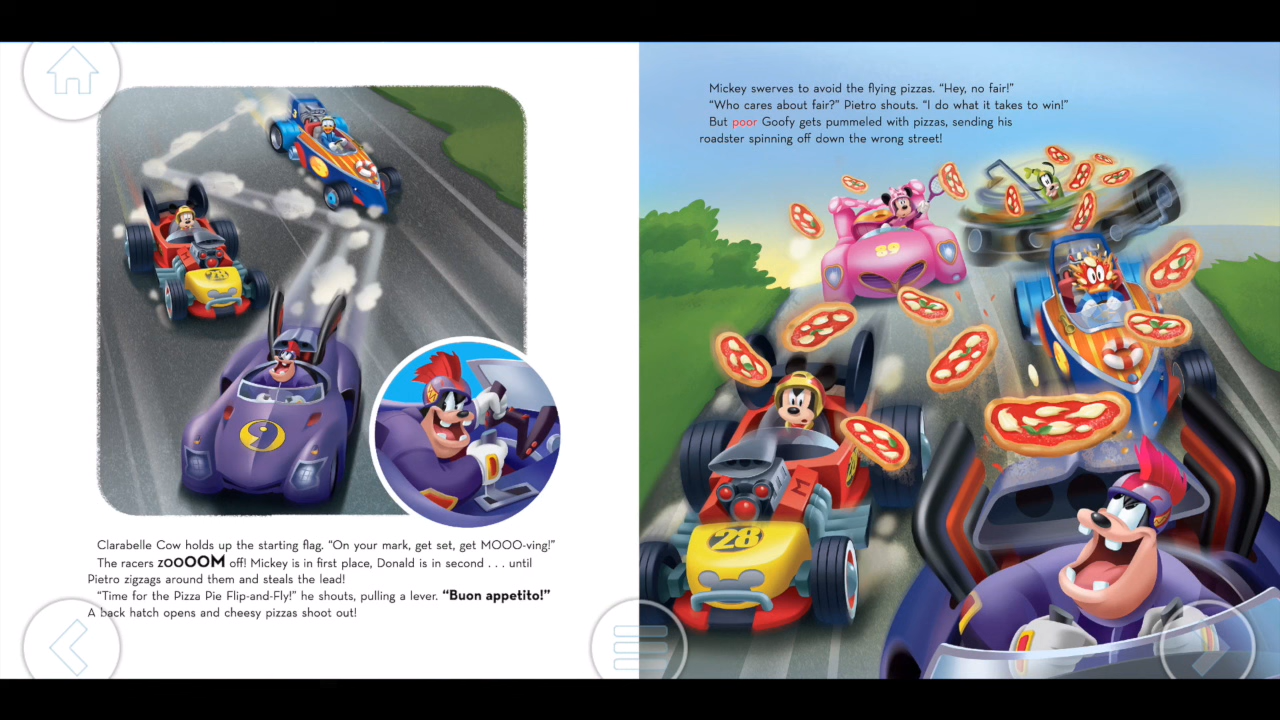 Clarabelle Cow holds up the starting flag. “On your mark, get set, get MOOO-ving!”
The racers zoOOOM off! Mickey is in first place, Donald is in second . . . until
Pietro zigzags around them and steals the lead!
“Time for the Pizza Pie Flip-and-Fly!” he shouts, pulling a lever. “Buon appetito!”
A back hatch opens and cheesy pizzas shoot out!
Mickey swerves to avoid the flying pizzas. “Hey, no fair!”
“Who cares about fair?” Pietro shouts. “I do what it takes to win!”
But poor Goofy gets pummeled with pizzas, sending his
roadster spinning off down the wrong street!
28
9
89
M
28